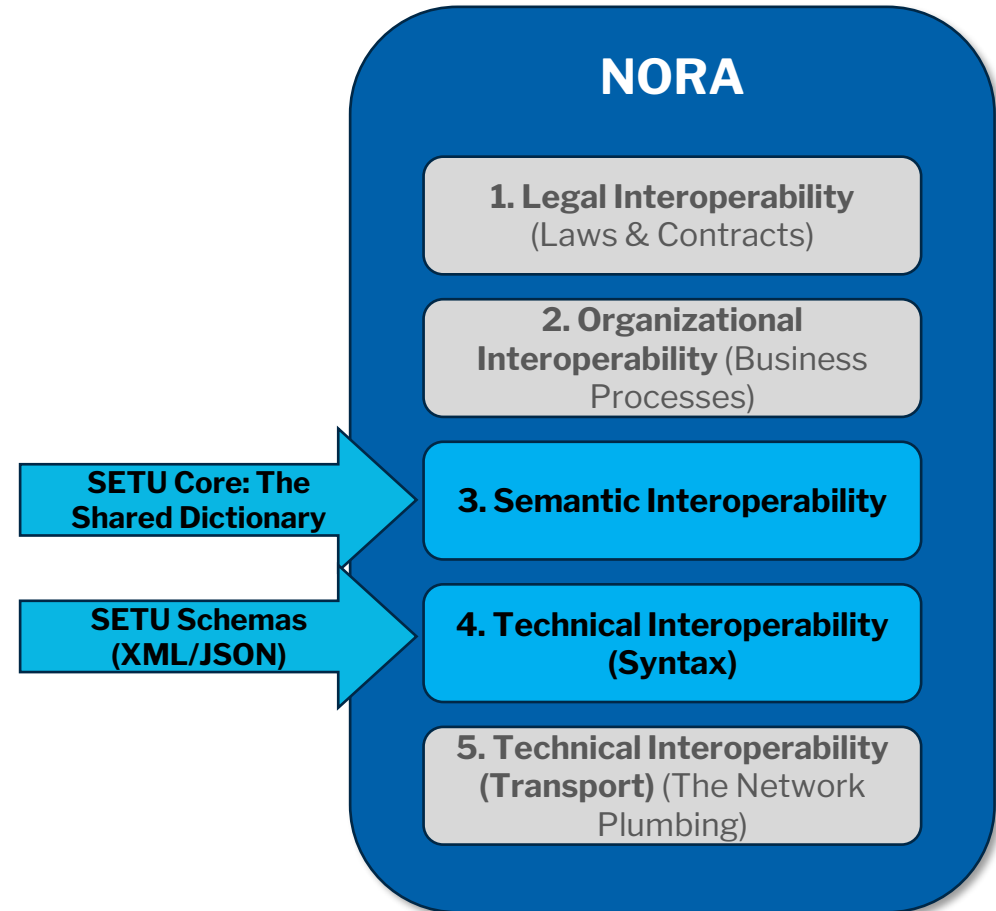 NORA
1. Legal Interoperability
(Laws & Contracts)
2. Organizational
Interoperability (Business
Processes)
SETU Core: The
Shared Dictionary
3. Semantic Interoperability
SETU Schemas
(XML/JSON)
4. Technical Interoperability
(Syntax)
5. Technical Interoperability
(Transport) (The Network
Plumbing)